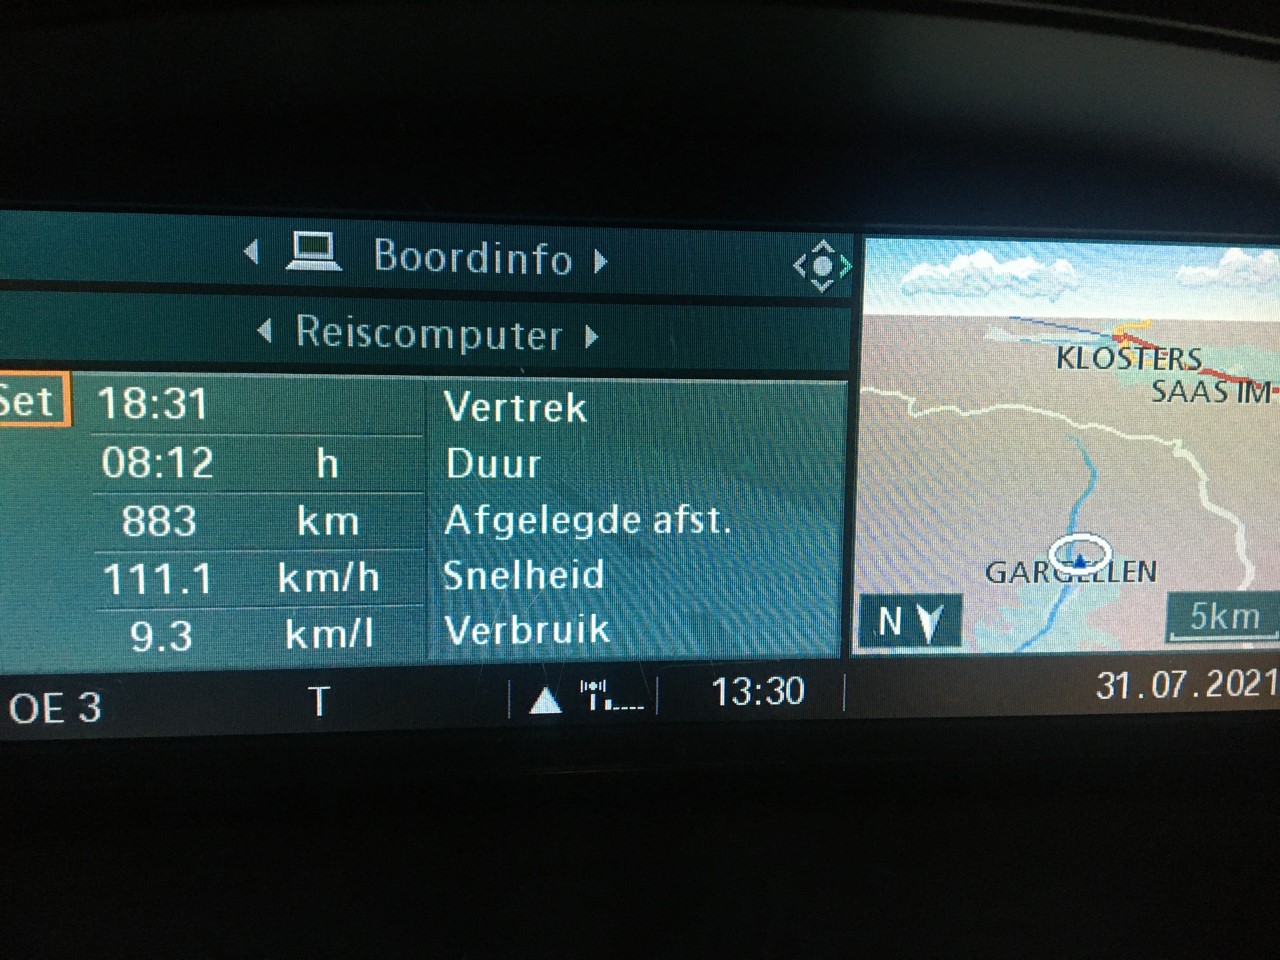 Boordinfo
Reiscomputer
Set 18:31 Vertrek
08:12 h Duur
883 km Afgelegde afst.
111.1 km/h Snelheid
9.3 km/l Verbruik
OE 3 T 13:30 31.07.2021
KLOSTERS
SAAS IM-
GARGELLEN
N 5km